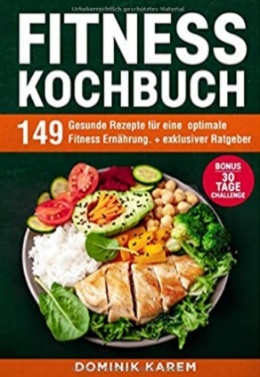 Urheberrechtlich geschütztes Material
FITNESS
KOCHBUCH
149 Gesunde Rezepte für eine optimale
Fitness Ernährung. + exklusiver Ratgeber
BONUS
30
TAGE
CHALLENGE
DOMINIK KAREM